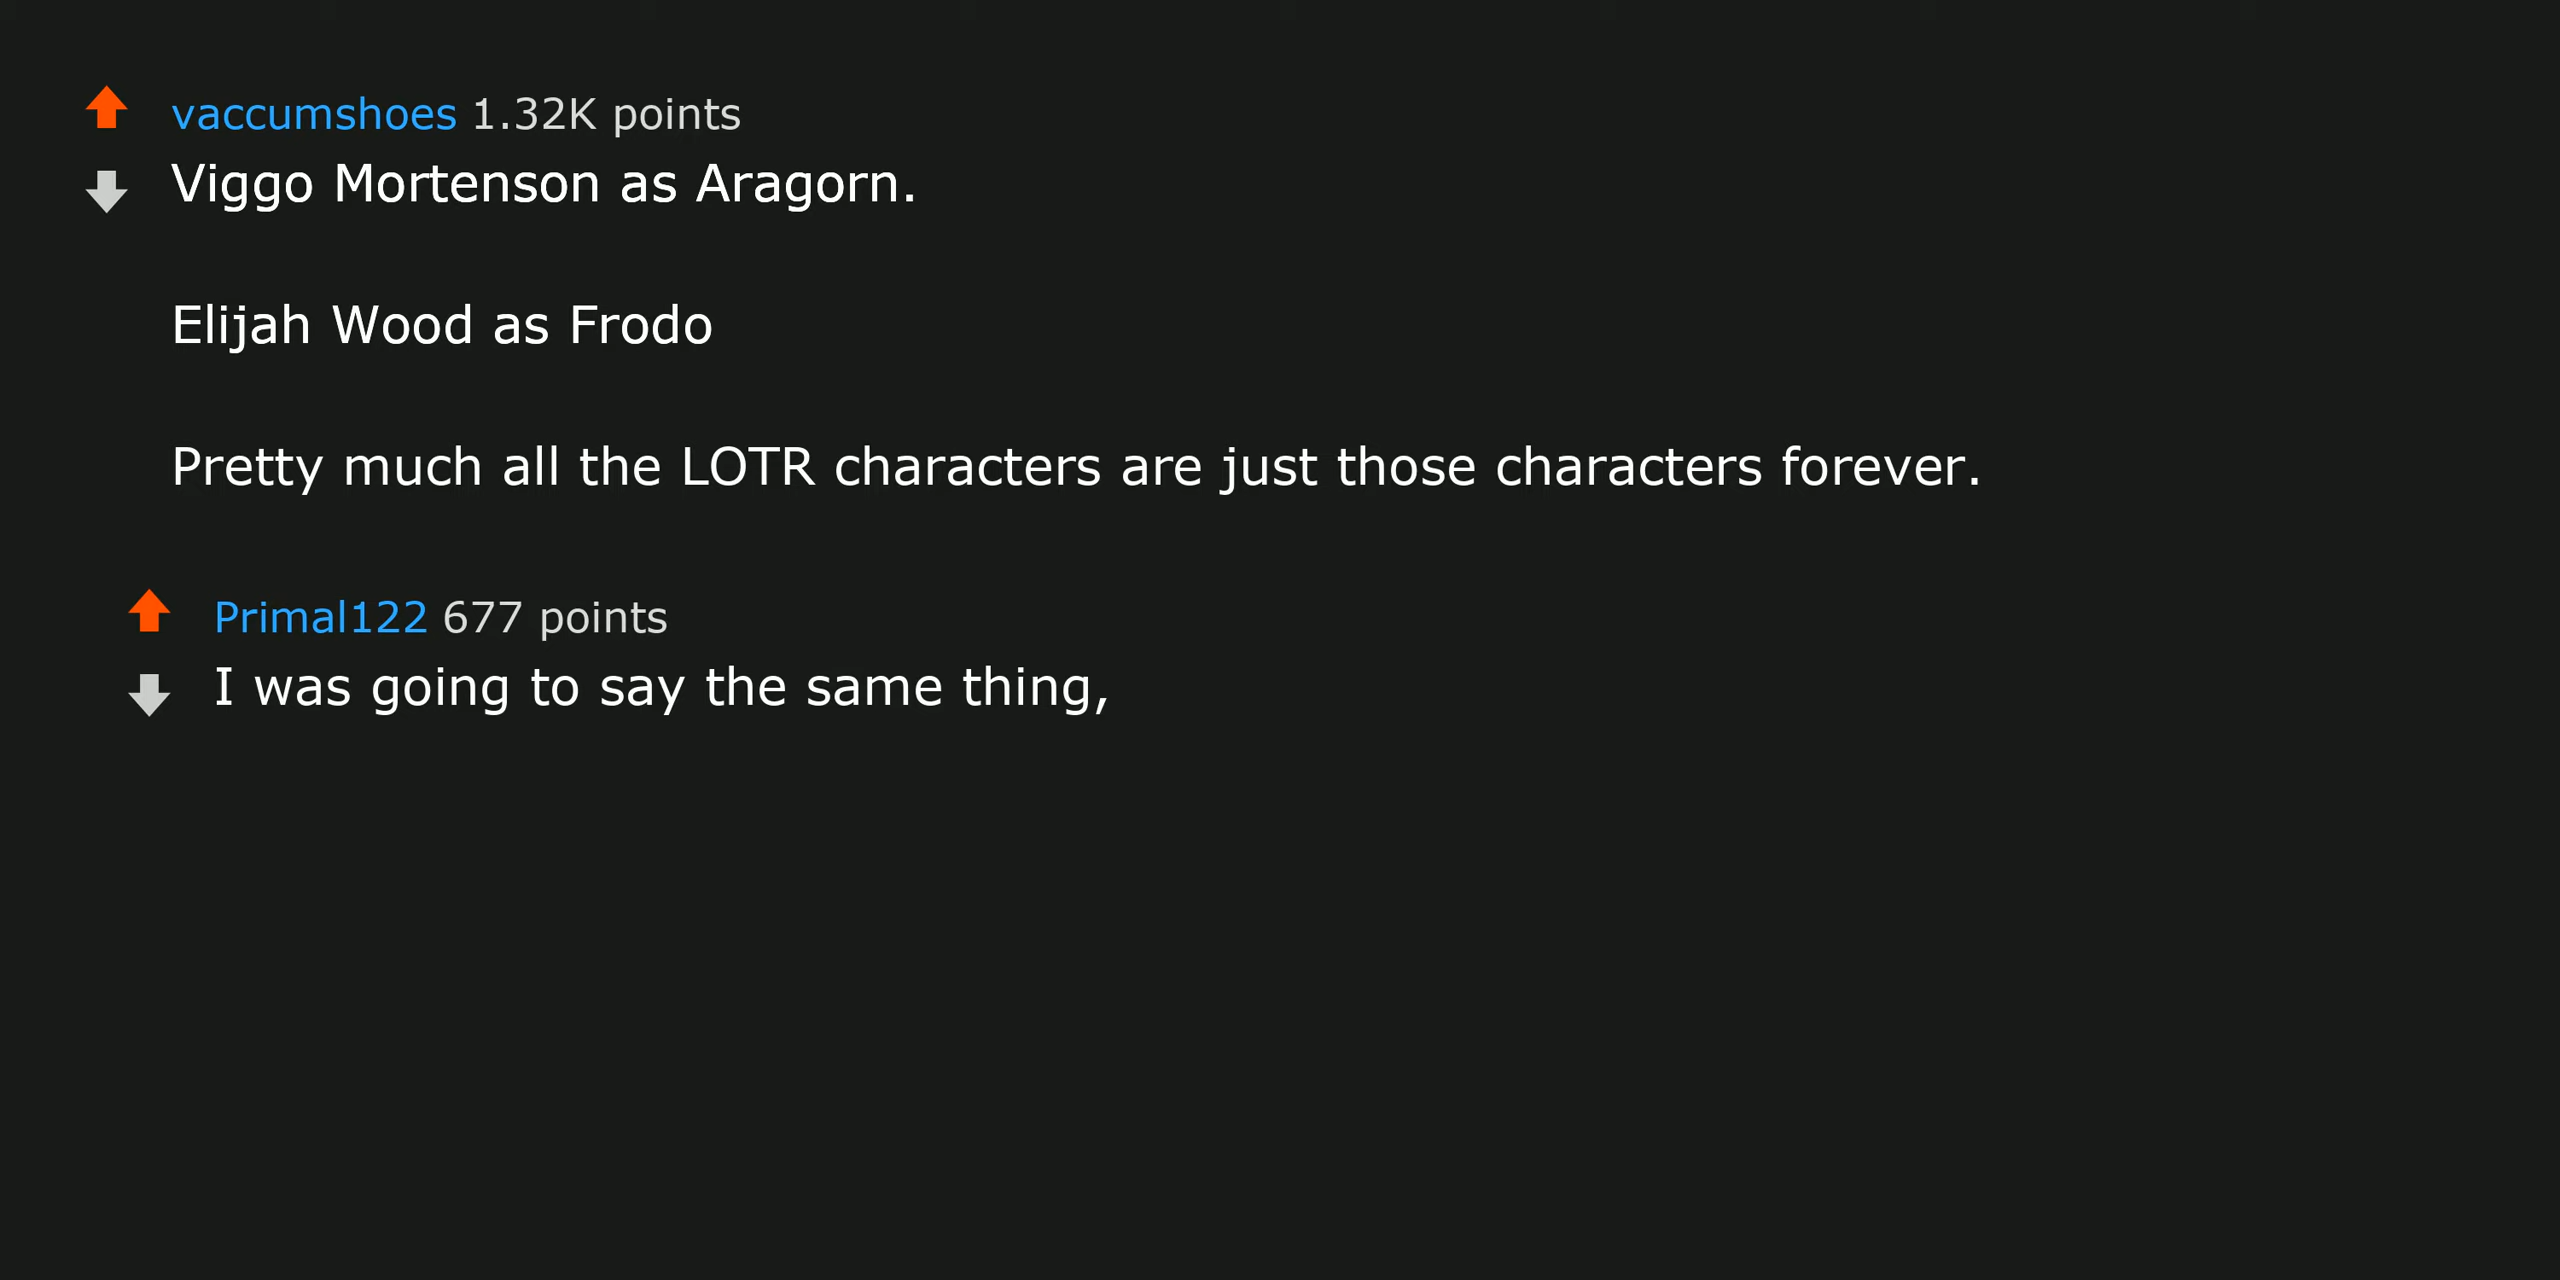 vaccumshoes 1.32K points
Viggo Mortenson as Aragorn.
Elijah Wood as Frodo
Pretty much all the LOTR characters are just those characters forever.
Primal122 677 points
I was going to say the same thing,